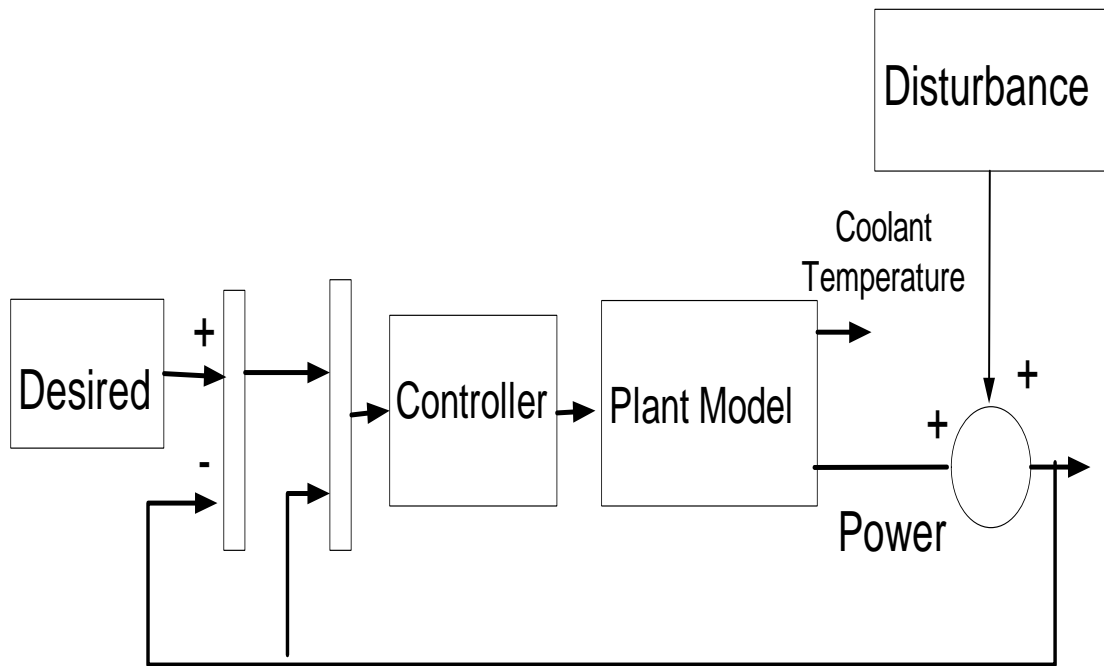 Disturbance
Coolant
Temperature
+
+
+
Desired
Controller
Plant Model
-
Power